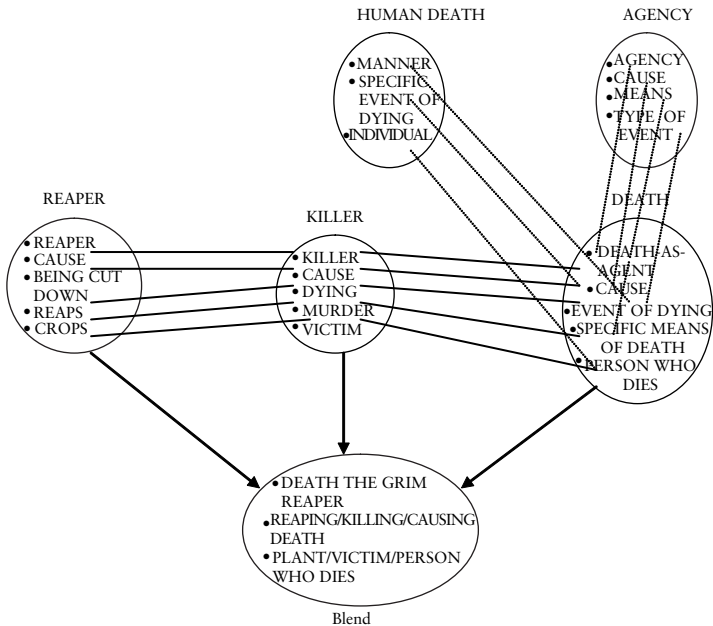 HUMAN DEATH
AGENCY
• MANNER
• SPECIFIC
EVENT OF
DYING
• INDIVIDUAL
• AGENCY
• CAUSE
• MEANS
• TYPE OF
EVENT
REAPER
• REAPER
• CAUSE
• BEING CUT
DOWN
• REAPS
• CROPS
KILLER
• KILLER
• CAUSE
• DYING
• MURDER
• VICTIM
DEATH
• DEATH-AS-
AGENT
• CAUSE
• EVENT OF DYING
• SPECIFIC MEANS
OF DEATH
• PERSON WHO
DIES
• DEATH THE GRIM
REAPER
• REAPING/KILLING/CAUSING
DEATH
• PLANT/VICTIM/PERSON
WHO DIES
Blend